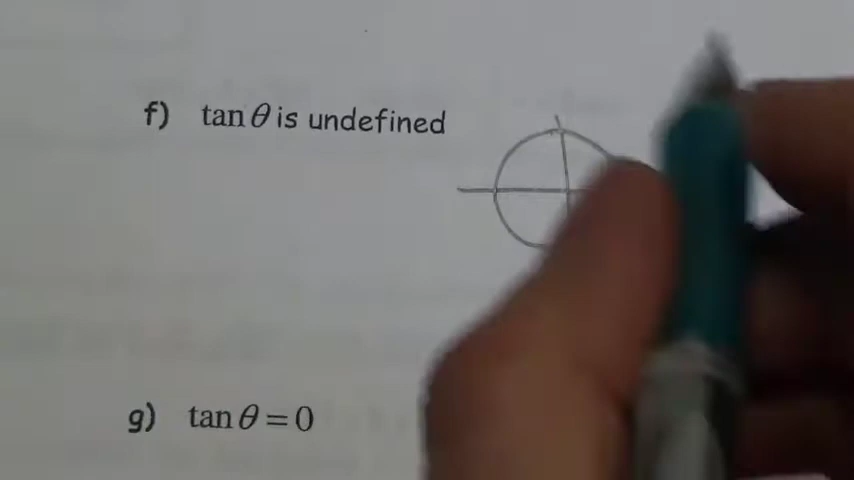 f) tan θ is undefined
g) tan θ = 0